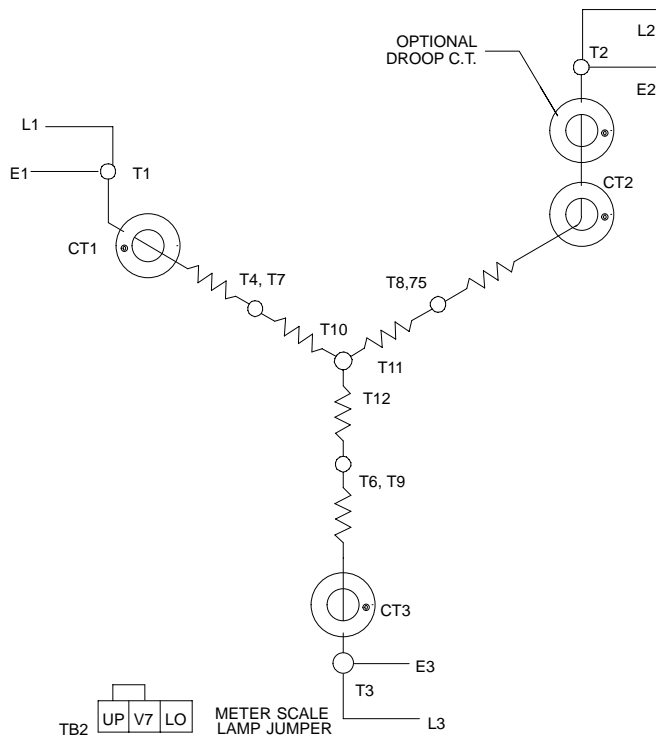 L2
OPTIONAL
DROOP C.T.
T2
E2
L1
E1
T1
CT2
CT1
T4, T7
T8,75
T10
T11
T12
T6, T9
CT3
E3
T3
L3
TB2
UP V7 LO
METER SCALE
LAMP JUMPER